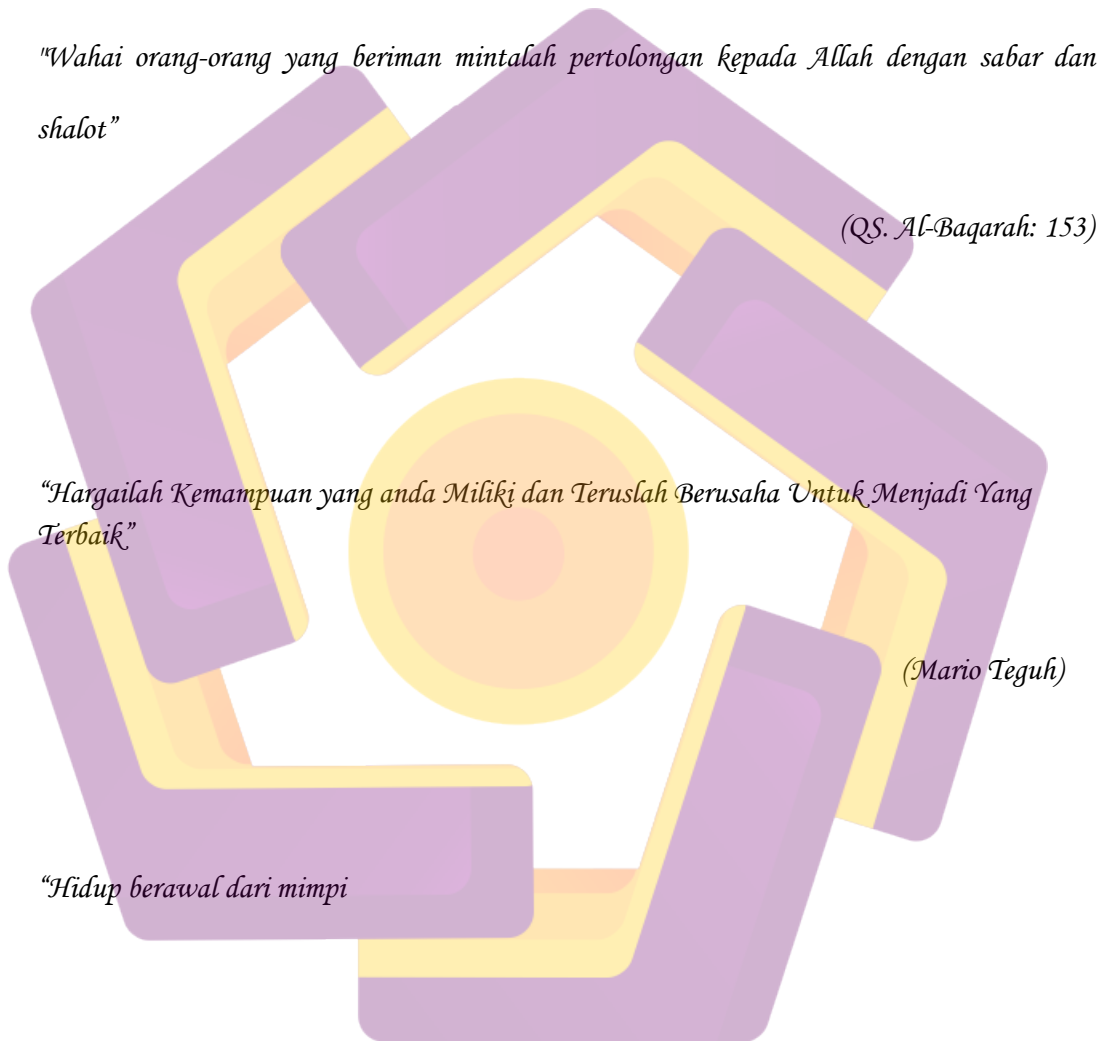 "Wahai orang-orang yang beriman mintalah pertolongan kepada Allah dengan sabar dan
shalot”
(QS. Al-Baqarah: 153)
“Hargailah Kemampuan yang anda Miliki dan Teruslah Berusaha Untuk Menjadi Yang
Terbaik”
(Mario Teguh)
“Hidup berawal dari mimpi